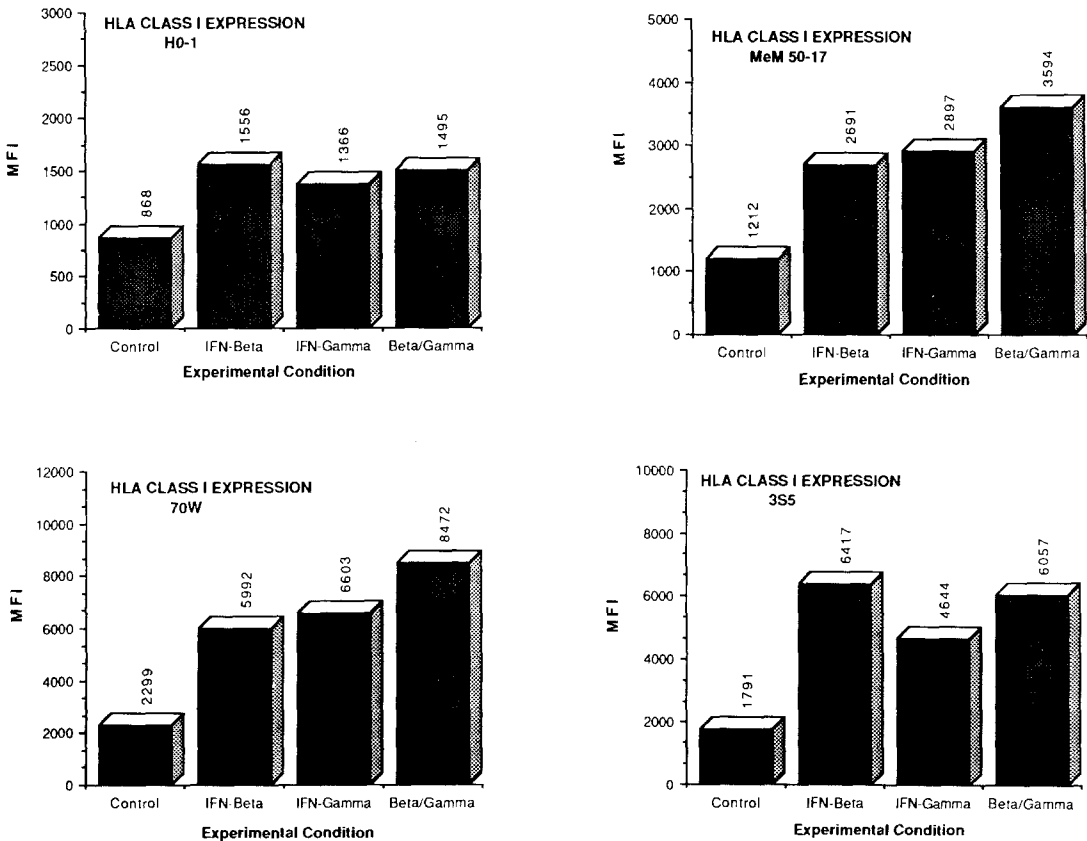 HLA CLASS I EXPRESSION
H0-1
3000
2500
2000
1500
1000
500
0
MFI
868
1556
1366
1495
Control IFN-Beta IFN-Gamma Beta/Gamma
Experimental Condition
HLA CLASS I EXPRESSION
MeM 50-17
5000
4000
3000
2000
1000
0
MFI
1212
2691
2897
3594
Control IFN-Beta IFN-Gamma Beta/Gamma
Experimental Condition
HLA CLASS I EXPRESSION
70W
12000
10000
8000
6000
4000
2000
0
MFI
2299
5992
6603
8472
Control IFN-Beta IFN-Gamma Beta/Gamma
Experimental Condition
HLA CLASS I EXPRESSION
3S5
10000
8000
6000
4000
2000
0
MFI
1791
6417
4644
6057
Control IFN-Beta IFN-Gamma Beta/Gamma
Experimental Condition